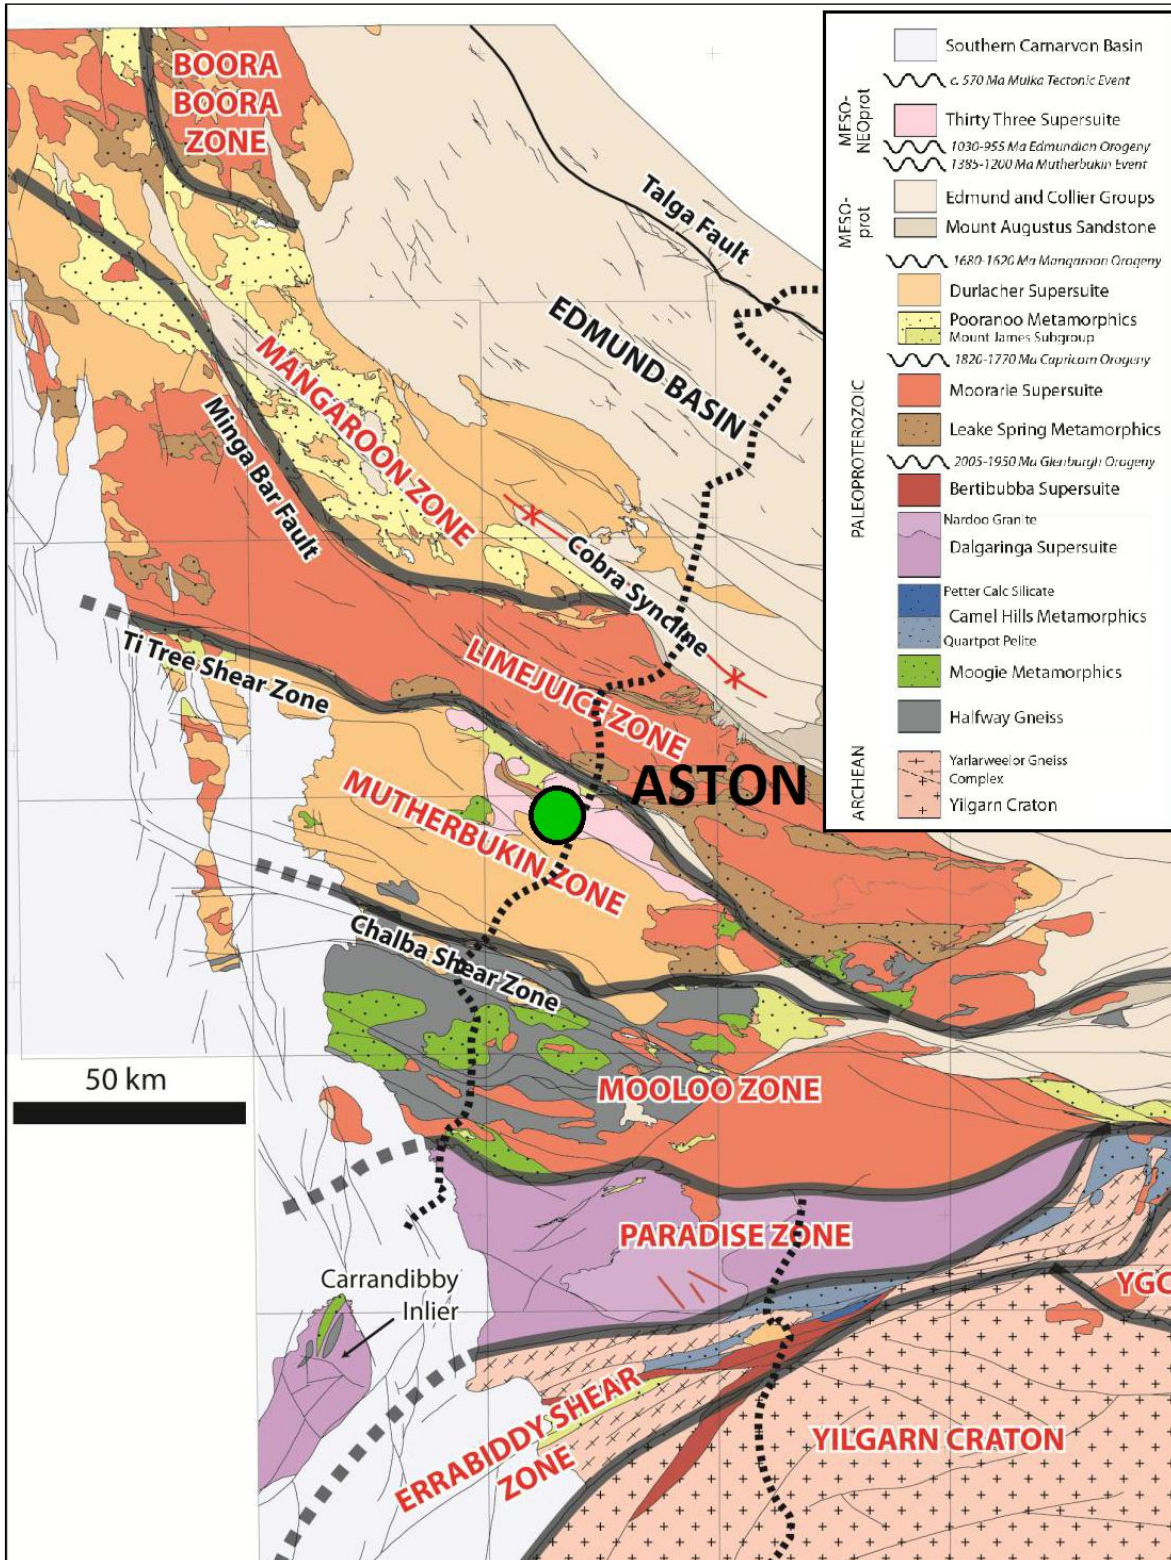 BOORA
BOORA
ZONE
Talga Fault
EDMUND BASIN
MANGAROON ZONE
Minga Bar Fault
Cobra Syncline
Ti Tree Shear Zone
LIMEJUICE ZONE
ASTON
MUTHERBUKIN ZONE
Chalba Shear Zone
50 km
MOOLOO ZONE
PARADISE ZONE
Carrandibby
Inlier
YGC
ERRABIDDY SHEAR
ZONE
YILGARN CRATON
Southern Carnarvon Basin
c. 570 Ma Mulka Tectonic Event
MESO-
NEOprot
Thirty Three Supersuite
1030-955 Ma Edmundian Orogeny
1385-1200 Ma Mutherbukin Event
MESO-
prot
Edmund and Collier Groups
Mount Augustus Sandstone
1680-1620 Ma Mangaroon Orogeny
PALEOPROTEROZOIC
Durlacher Supersuite
Pooranoo Metamorphics
Mount James Subgroup
1820-1770 Ma Capricorn Orogeny
Moorarie Supersuite
Leake Spring Metamorphics
2005-1950 Ma Glenburgh Orogeny
Bertibubba Supersuite
Nardoo Granite
Dalgaringa Supersuite
Petter Calc Silicate
Camel Hills Metamorphics
Quartpot Pelite
Moogie Metamorphics
Halfway Gneiss
ARCHEAN
Yarlarweelor Gneiss
Complex
Yilgarn Craton